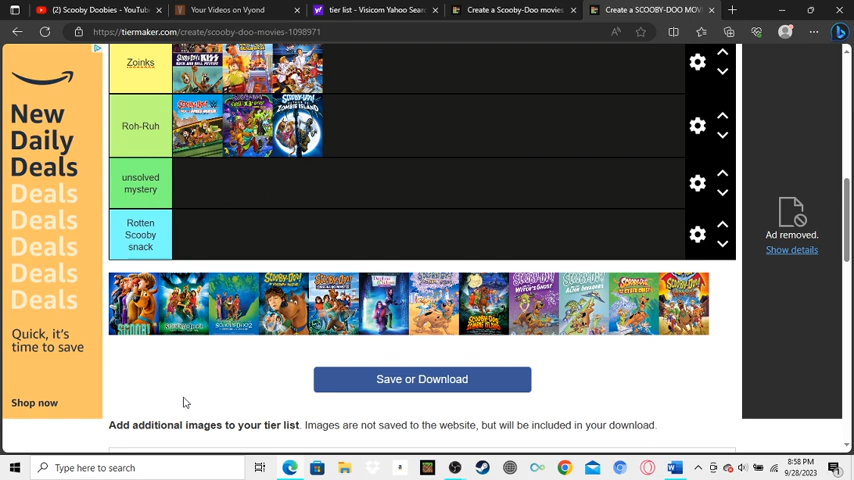 (2) Scooby Doobies - YouTub
Your Videos on Vyond
tier list - Visicom Yahoo Sear
Create a Scooby-Doo movies
Create a SCOOBY-DOO MOV
https://tiermaker.com/create/scooby-doo-movies-1098971
New
Daily
Deals
Deals
Deals
Deals
Deals
Deals
Quick, it's
time to save
Shop now
Zoinks
Roh-Ruh
unsolved
mystery
Rotten
Scooby
snack
Ad removed.
Show details
SCOOB
Save or Download
Add additional images to your tier list. Images are not saved to the website, but will be included in your download.
Type here to search
8:58 PM
9/28/2023